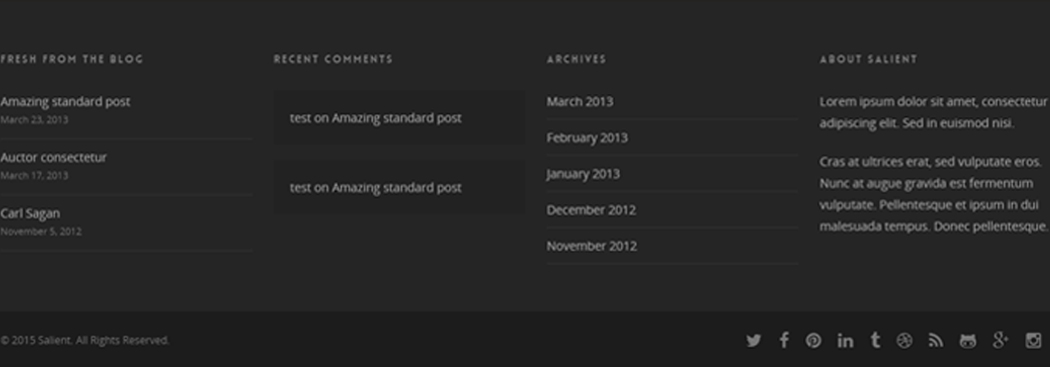 FRESH FROM THE BLOG
Amazing standard post
March 23, 2013
Auctor consectetur
March 17, 2013
Carl Sagan
November 5, 2012
RECENT COMMENTS
test on Amazing standard post
test on Amazing standard post
ARCHIVES
March 2013
February 2013
January 2013
December 2012
November 2012
ABOUT SALIENT
Lorem ipsum dolor sit amet, consectetur
adipiscing elit. Sed in euismod nisi.
Cras at ultrices erat, sed vulputate eros.
Nunc at augue gravida est fermentum
vulputate. Pellentesque et ipsum in dui
malesuada tempus. Donec pellentesque.
© 2015 Salient. All Rights Reserved.